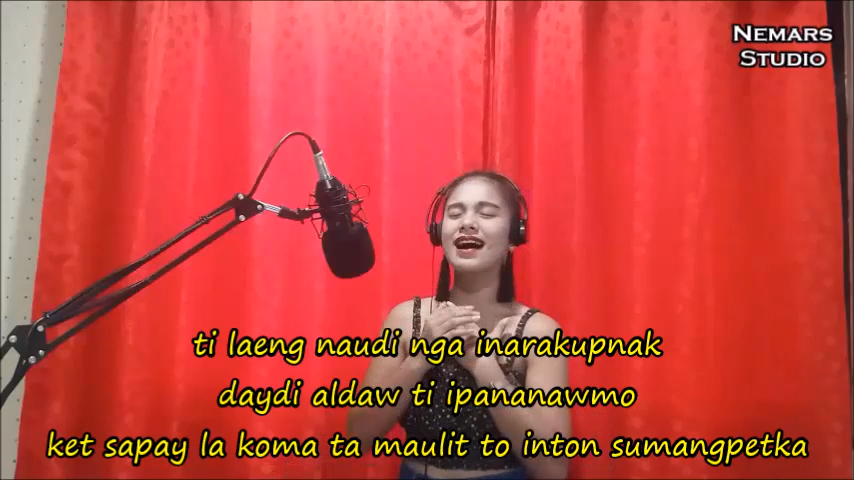 NEMARS
STUDIO
ti laeng naudi nga inarakupnak
daydi aldaw ti ipananawmo
ket sapay la koma ta maulit to inton sumangpetka